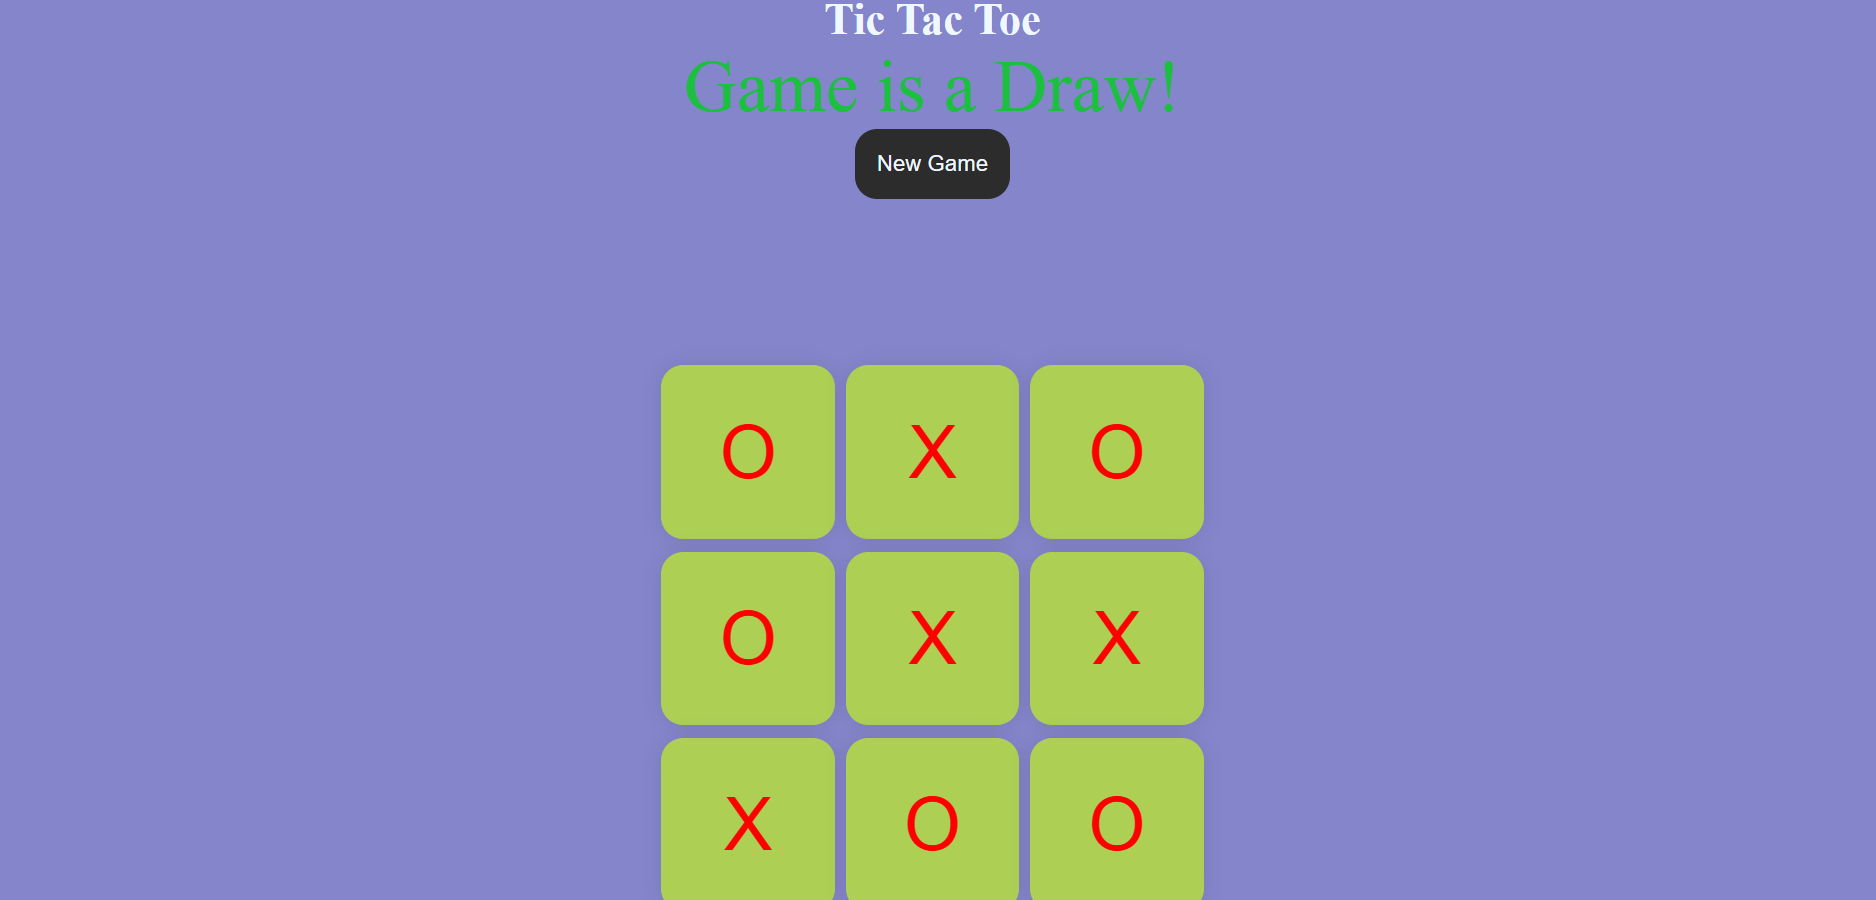 Tic Tac Toe
Game is a Draw!
New Game
O X O
O X X
X O O